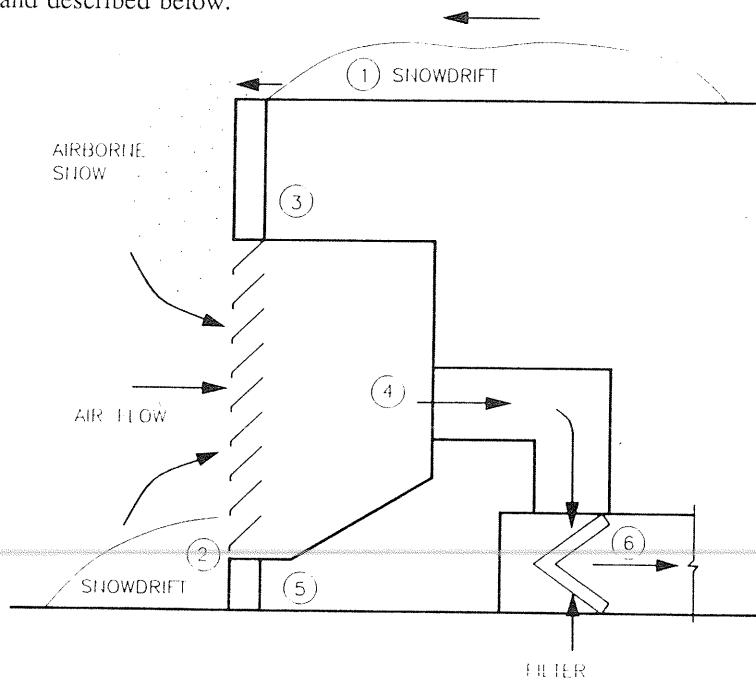 and described below.
1 SNOWDRIFT
AIRBORNE
SNOW
3
4
AIR FLOW
2
6
SNOWDRIFT
5
FILTER